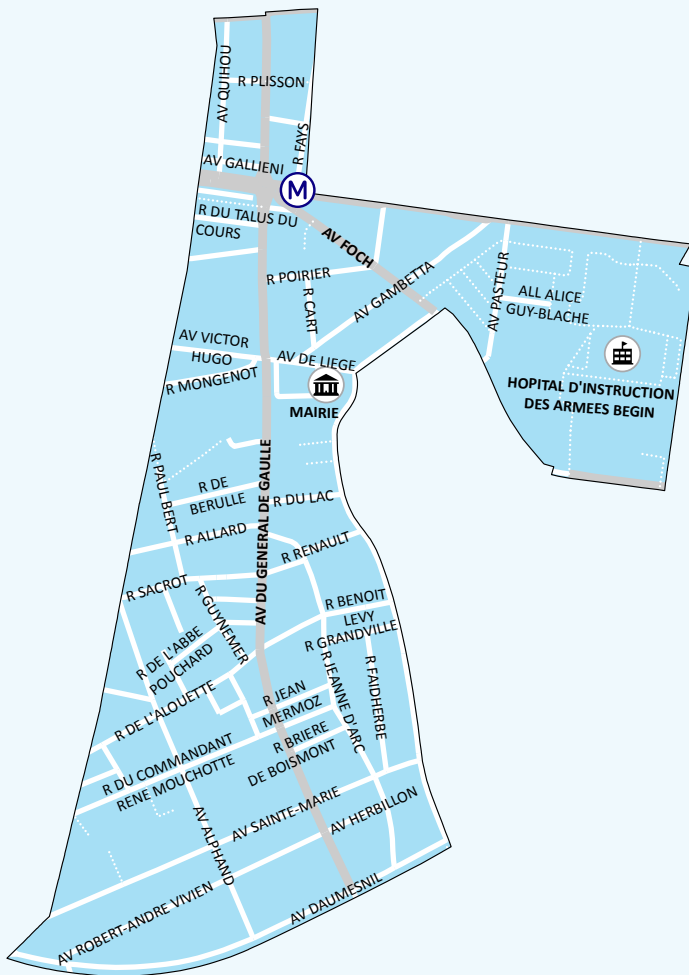 AV QUIHOU
R PLISSON
R FAYS
AV GALLIENI
M
R DU TALUS DU
COURS
AV FOCH
R POIRIER
R CART
AV GAMBETTA
AV PASTEUR
ALL ALICE
GUY-BLACHE
AV VICTOR
HUGO
AV DE LIEGE
R MONGENOT
MAIRIE
HOPITAL D'INSTRUCTION
DES ARMEES BEGIN
R PAUL BERT
R DE
BERULLE
AV DU GENERAL DE GAULLE
R DU LAC
R ALLARD
R RENAULT
R SACROT
R GUYNEMER
R BENOIT
LEVY
R GRANDVILLE
R DE L'ABBE
POUCHARD
R JEANNE D'ARC
R FAIDHERBE
R DE L'ALOUETTE
R JEAN
MERMOZ
R BRIERE
DE BOISMONT
R DU COMMANDANT
RENE MOUCHOTTE
AV ALPHAND
AV SAINTE-MARIE
AV HERBILLON
AV ROBERT-ANDRE VIVIEN
AV DAUMESNIL